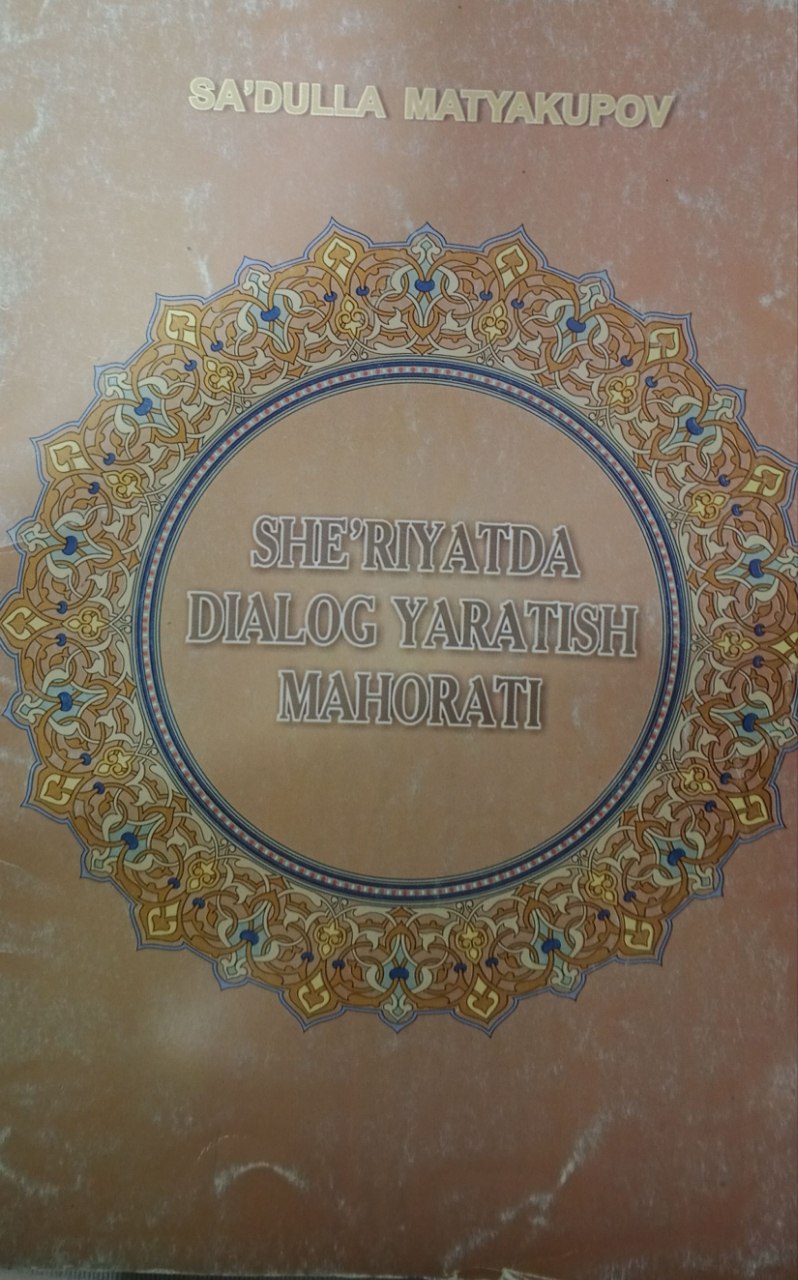 SA'DULLA MATYAKUPOV
SHE'RIYATDA
DIALOG YARATISH
MAHORATI